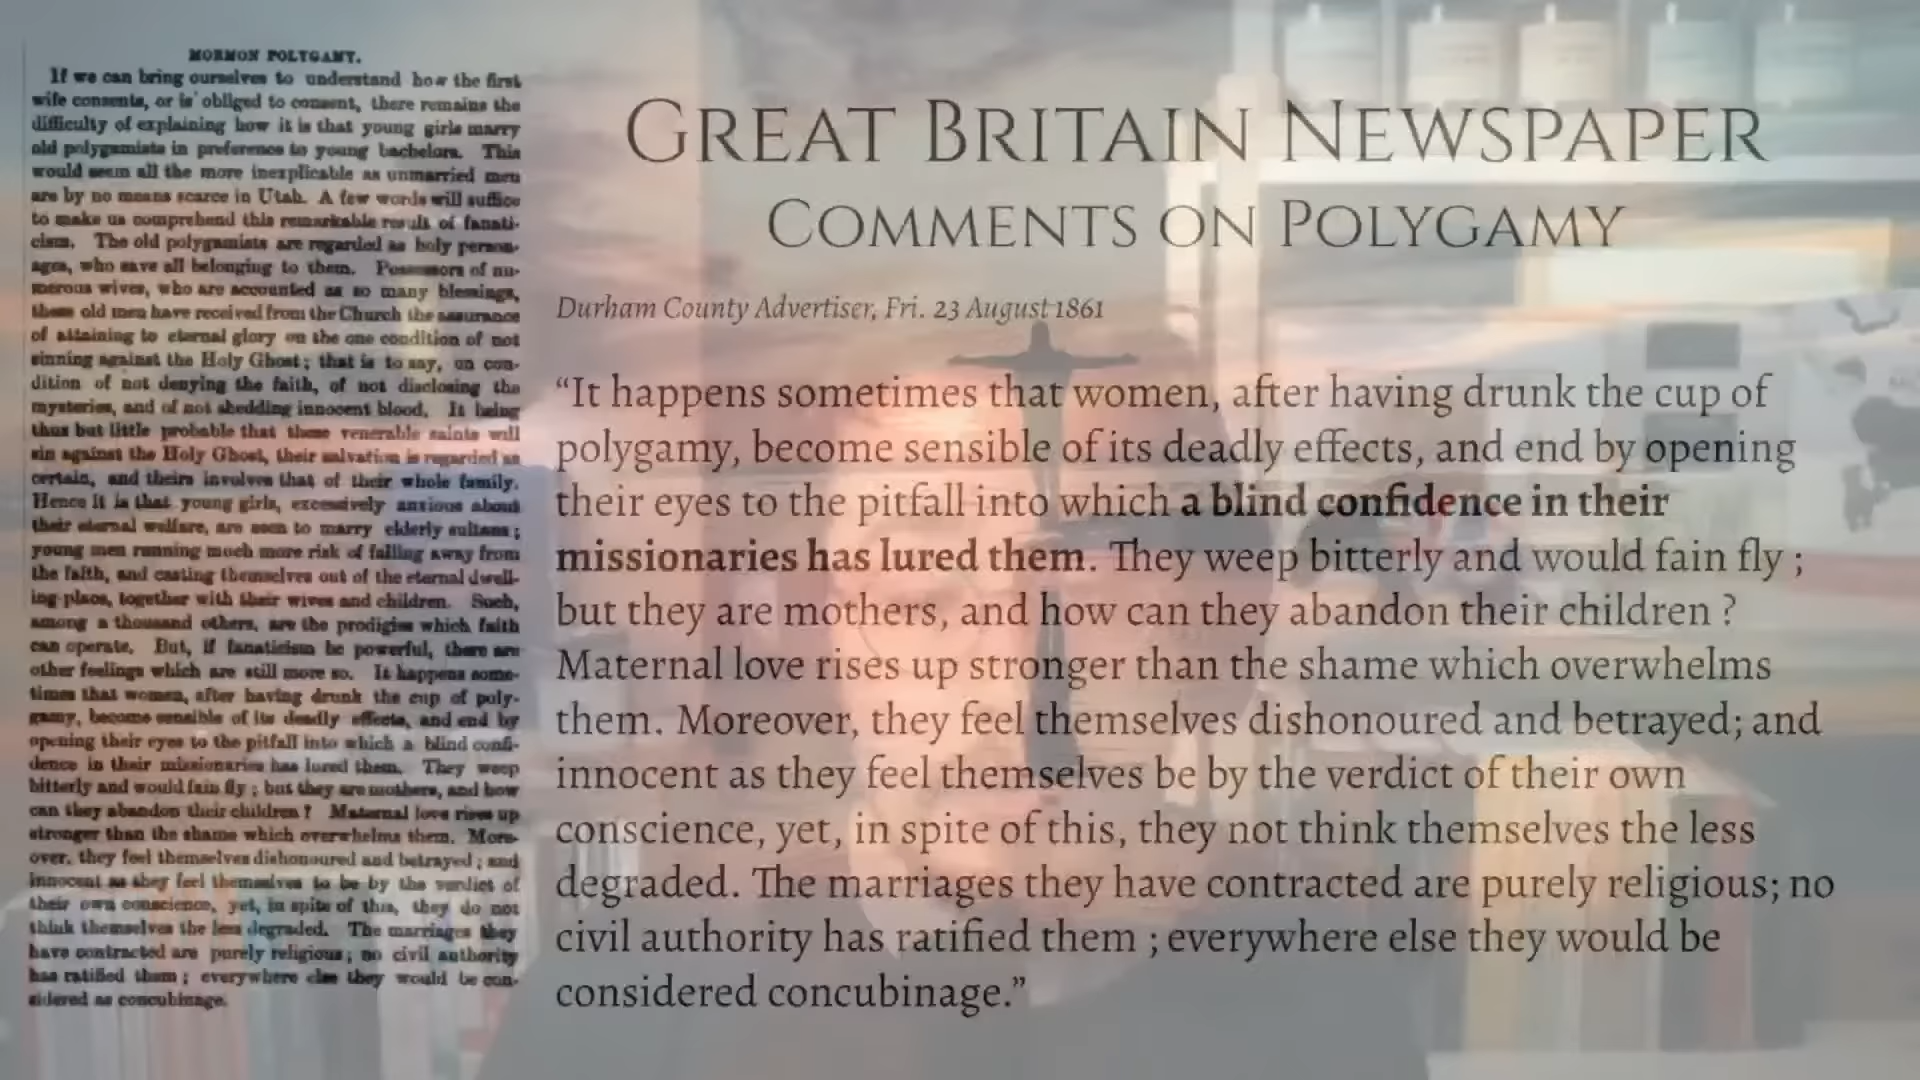 MORMON POLYGAMY.
If we can bring ourselves to understand how the first
wife consents, or is obliged to consent, there remains the
difficulty of explaining how it is that young girls marry
old polygamists in preference to young bachelors. This
would seem all the more inexplicable as unmarried men
are by no means scarce in Utah. A few words will suffice
to make us comprehend this remarkable result of fanati-
cism. The old polygamists are regarded as holy person-
ages, who save all belonging to them. Possessors of nu-
merous wives, who are accounted as so many blessings,
these old men have received from the Church the assurance
of attaining to eternal glory on the one condition of not
sinning against the Holy Ghost; that is to say, on con-
dition of not denying the faith, of not disclosing the
mysteries, and of not shedding innocent blood. It being
thus but little probable that these venerable saints will
sin against the Holy Ghost, their salvation is regarded as
certain, and theirs involves that of their whole family.
Hence it is that young girls, excessively anxious about
their eternal welfare, are seen to marry elderly sultans;
young men running much more risk of falling away from
the faith, and casting themselves out of the eternal dwell-
ing-place, together with their wives and children. Such,
among a thousand others, are the prodigies which faith
can operate. But, if fanaticism be powerful, there are
other feelings which are still more so. It happens some-
times that women, after having drunk the cup of poly-
gamy, become sensible of its deadly effects, and end by
opening their eyes to the pitfall into which a blind confi-
dence in their missionaries has lured them. They weep
bitterly and would fain fly; but they are mothers, and how
can they abandon their children? Maternal love rises up
stronger than the shame which overwhelms them. More-
over, they feel themselves dishonoured and betrayed; and
innocent as they feel themselves to be by the verdict of
their own conscience, yet, in spite of this, they do not
think themselves the less degraded. The marriages they
have contracted are purely religious; no civil authority
has ratified them; everywhere else they would be con-
sidered as concubinage.
GREAT BRITAIN NEWSPAPER
COMMENTS ON POLYGAMY
Durham County Advertiser, Fri. 23 August 1861
“It happens sometimes that women, after having drunk the cup of
polygamy, become sensible of its deadly effects, and end by opening
their eyes to the pitfall into which a blind confidence in their
missionaries has lured them. They weep bitterly and would fain fly ;
but they are mothers, and how can they abandon their children ?
Maternal love rises up stronger than the shame which overwhelms
them. Moreover, they feel themselves dishonoured and betrayed; and
innocent as they feel themselves be by the verdict of their own
conscience, yet, in spite of this, they not think themselves the less
degraded. The marriages they have contracted are purely religious; no
civil authority has ratified them ; everywhere else they would be
considered concubinage.”